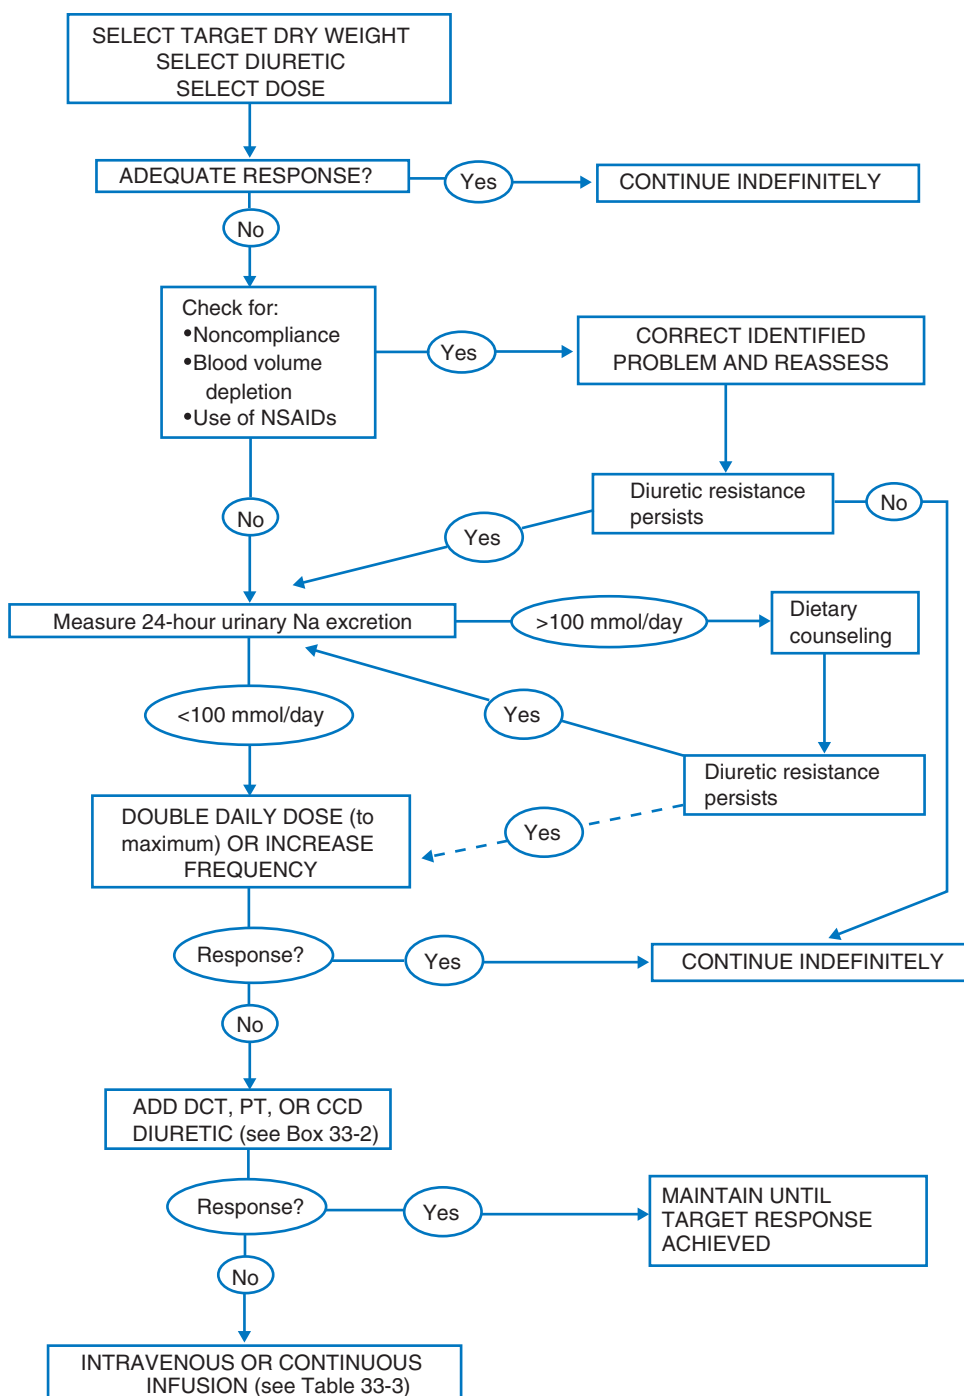 SELECT TARGET DRY WEIGHT
SELECT DIURETIC
SELECT DOSE
ADEQUATE RESPONSE?
Yes
CONTINUE INDEFINITELY
No
Check for:
•Noncompliance
•Blood volume
depletion
•Use of NSAIDs
Yes
CORRECT IDENTIFIED
PROBLEM AND REASSESS
Diuretic resistance
persists
No
No
Yes
Measure 24-hour urinary Na excretion
>100 mmol/day
Dietary
counseling
<100 mmol/day
Yes
Diuretic resistance
persists
DOUBLE DAILY DOSE (to
maximum) OR INCREASE
FREQUENCY
Yes
Response?
Yes
CONTINUE INDEFINITELY
No
ADD DCT, PT, OR CCD
DIURETIC (see Box 33-2)
Response?
Yes
MAINTAIN UNTIL
TARGET RESPONSE
ACHIEVED
No
INTRAVENOUS OR CONTINUOUS
INFUSION (see Table 33-3)